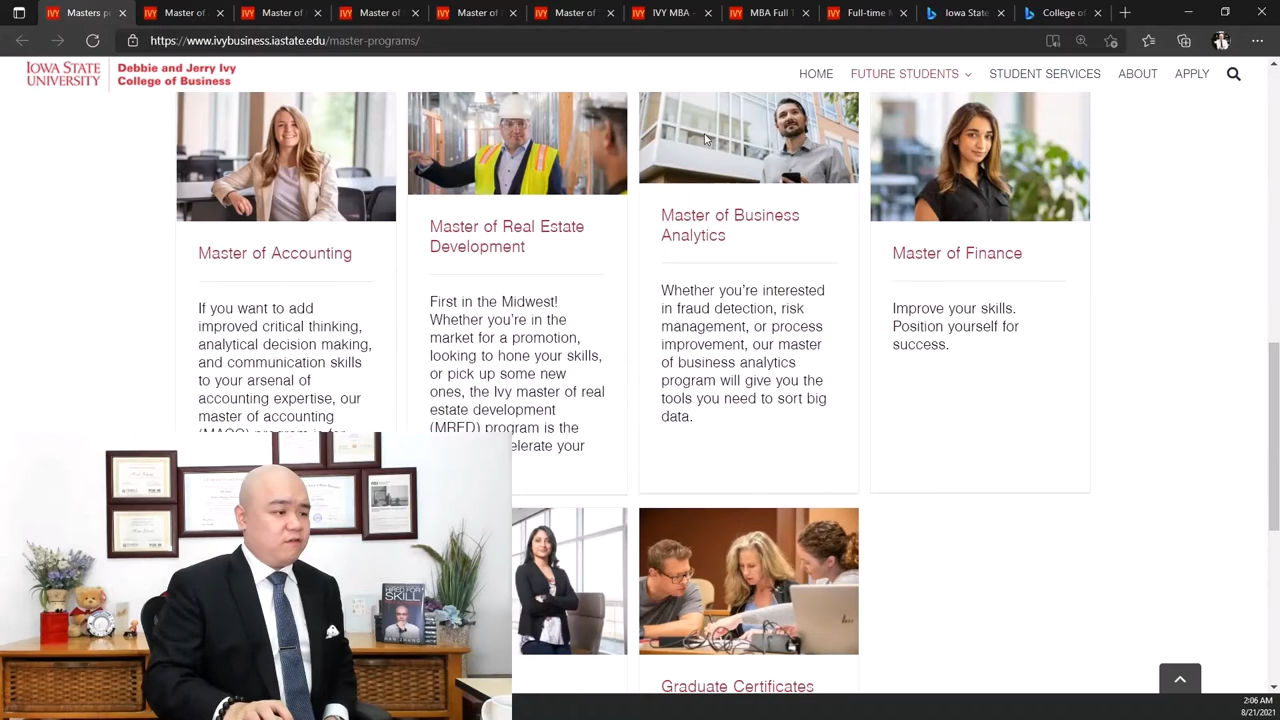 Master p
Master of
Master of
Master of
Master of
Master of
IVY MBA -
MBA Full T
Full-time M
Iowa State
College of
https://www.ivybusiness.iastate.edu/master-programs/
IOWA STATE
UNIVERSITY
Debbie and Jerry Ivy
College of Business
HOME
FUTURE STUDENTS
STUDENT SERVICES
ABOUT
APPLY
Master of Accounting
If you want to add
improved critical thinking,
analytical decision making,
and communication skills
to your arsenal of
accounting expertise, our
master of accounting
Master of Real Estate
Development
First in the Midwest!
Whether you're in the
market for a promotion,
looking to hone your skills,
or pick up some new
ones, the Ivy master of real
estate development
(MRED) program is the
elerate your
Master of Business
Analytics
Whether you're interested
in fraud detection, risk
management, or process
improvement, our master
of business analytics
program will give you the
tools you need to sort big
data.
Master of Finance
Improve your skills.
Position yourself for
success.
Graduate Certificates
HIRED FOR
SKILL
2:06 AM
8/21/2021